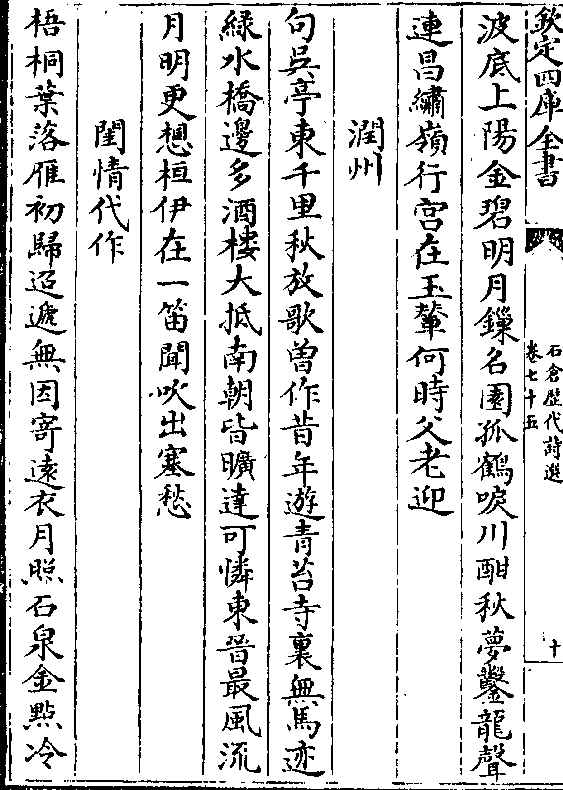 欽定四庫全書
石倉歷代詩選
卷七十五
十
波底上陽金碧明月鏁名園孤鶴唳川酣秋夢鑿龍聲
連昌繡嶺行宫在玉輦何時父老迎
潤州
句吳亭東千里秋放歌曽作昔年遊青苔寺裏無馬迹
緑水橋邊多酒樓大抵南朝皆曠達可憐東晉最風流
月明更想桓伊在一笛聞吹出塞愁
閨情代作
梧桐葉落雁初歸迢遞無因寄逺衣月照石泉金㸃冷